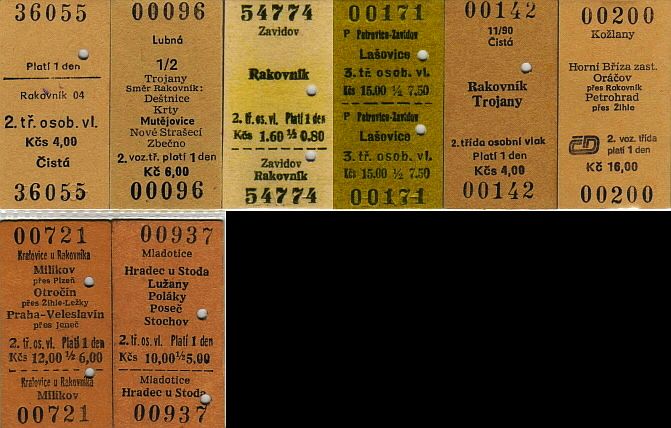 36055
Platí 1 den
Rakovník 04
2. tř. osob. vl.
Kčs 4,00
Čistá
36055
00096
Lubná
1/2
Trojany
Směr Rakovník:
Deštnice
Krty
Mutějovice
Nové Strašecí
Zbečno
2. voz. tř. platí 1 den
Kč 6,00
00096
54774
Zavidov
Rakovník
2. tř. os. vl. Platí 1 den
Kčs 1.60 ½ 0.80
Zavidov
Rakovník
54774
00171
P Petrovice-Zavidov
Lašovice
3. tř. osob. vl.
Kčs 15.00 ½ 7.50
P Petrovice-Zavidov
Lašovice
3. tř. osob. vl.
Kčs 15.00 ½ 7.50
00171
00142
11/90
Čistá
Rakovník
Trojany
2. třída osobní vlak
Platí 1 den
Kčs 4,00
00142
00200
Kožlany
Horní Bříza zast.
Oráčov
přes Rakovník
Petrohrad
přes Žihle
ČD 2. voz. třída
platí 1 den
Kč 16,00
00200
00721
Kralovice u Rakovníka
Milíkov
přes Plzeň
Otročín
přes Žihle-Ležky
Praha-Veleslavín
přes Jeneč
2. tř. os. vl. Platí 1 den
Kčs 12,00 ½ 6,00
Kralovice u Rakovníka
Milíkov
00721
00937
Mladotice
Hradec u Stoda
Lužany
Poláky
Poseč
Stochov
2. tř. os. vl. Platí 1 den
Kčs 10,00 ½ 5,00
Mladotice
Hradec u Stoda
00937